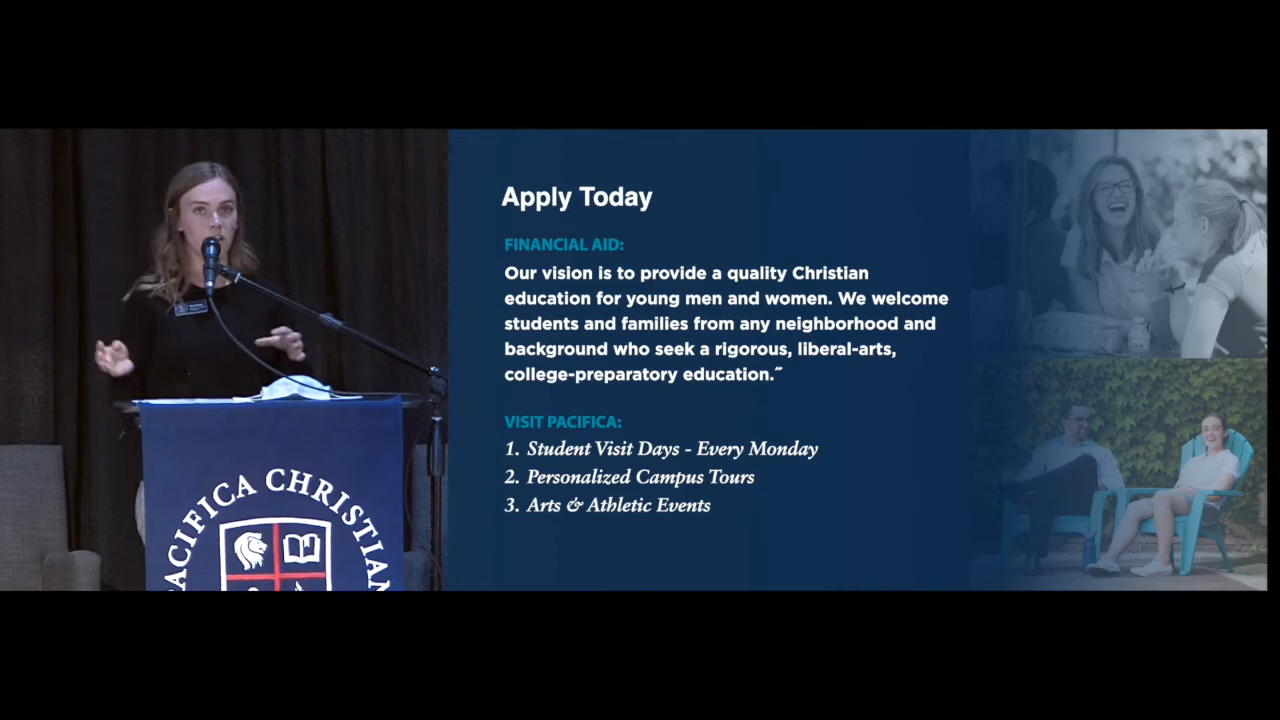 Apply Today
FINANCIAL AID:
Our vision is to provide a quality Christian
education for young men and women. We welcome
students and families from any neighborhood and
background who seek a rigorous, liberal-arts,
college-preparatory education.˝
VISIT PACIFICA:
1. Student Visit Days - Every Monday
2. Personalized Campus Tours
3. Arts & Athletic Events
PACIFICA CHRISTIAN